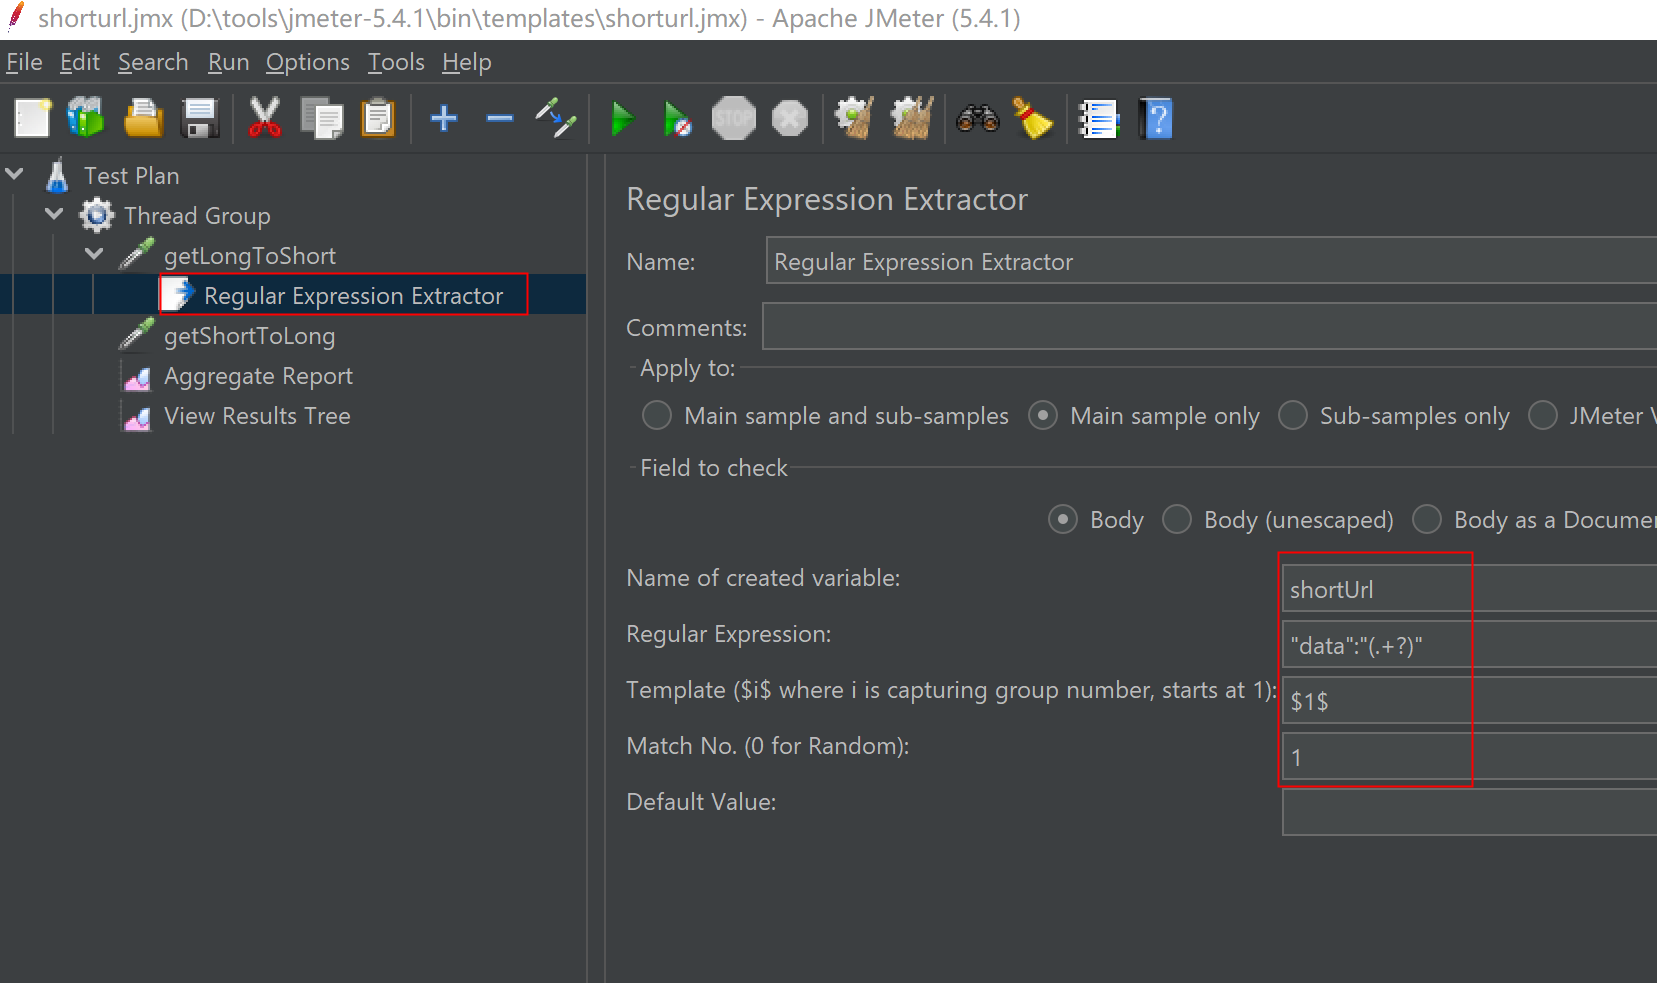 shorturl.jmx (D:\tools\jmeter-5.4.1\bin\templates\shorturl.jmx) - Apache JMeter (5.4.1)
File Edit Search Run Options Tools Help
STOP
Test Plan
Thread Group
getLongToShort
Regular Expression Extractor
getShortToLong
Aggregate Report
View Results Tree
Regular Expression Extractor
Name: Regular Expression Extractor
Comments:
Apply to:
Main sample and sub-samples Main sample only Sub-samples only JMeter
Field to check
Body Body (unescaped) Body as a Documen
Name of created variable: shortUrl
Regular Expression: "data":"(.+?)"
Template ($i$ where i is capturing group number, starts at 1): $1$
Match No. (0 for Random): 1
Default Value: